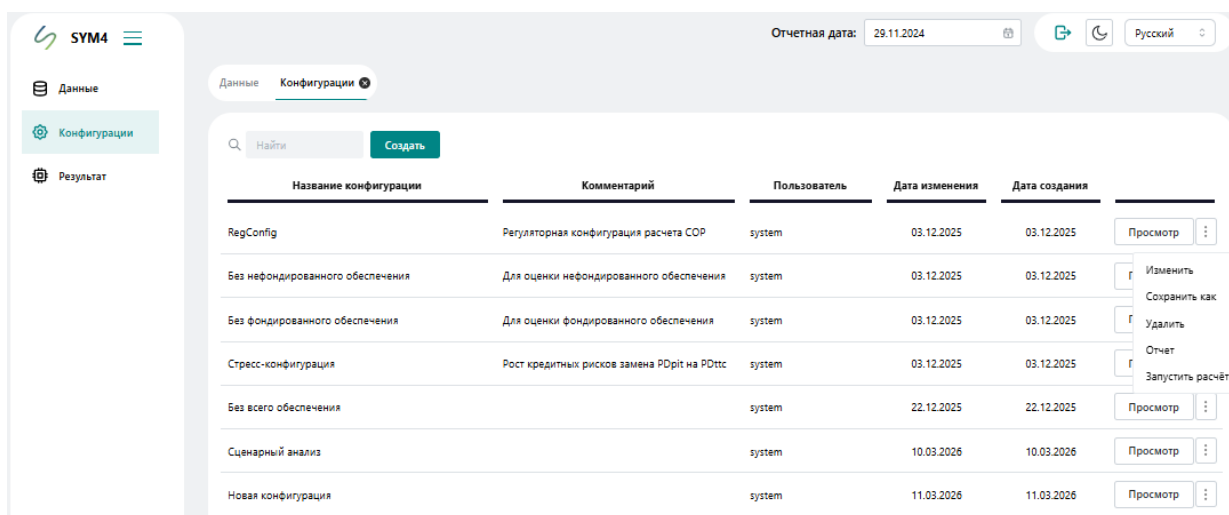 SYM4
Отчетная дата: 29.11.2024
Русский
Данные
Конфигурации
Результат
Данные Конфигурации
Найти Создать
Название конфигурации Комментарий Пользователь Дата изменения Дата создания
RegConfig Регуляторная конфигурация расчета СОР system 03.12.2025 03.12.2025 Просмотр
Без нефондированного обеспечения Для оценки нефондированного обеспечения system 03.12.2025 03.12.2025
Без фондированного обеспечения Для оценки фондированного обеспечения system 03.12.2025 03.12.2025
Стресс-конфигурация Рост кредитных рисков замена PDpit на PDttc system 03.12.2025 03.12.2025
Изменить
Сохранить как
Удалить
Отчет
Запустить расчёт
Без всего обеспечения system 22.12.2025 22.12.2025 Просмотр
Сценарный анализ system 10.03.2026 10.03.2026 Просмотр
Новая конфигурация system 11.03.2026 11.03.2026 Просмотр